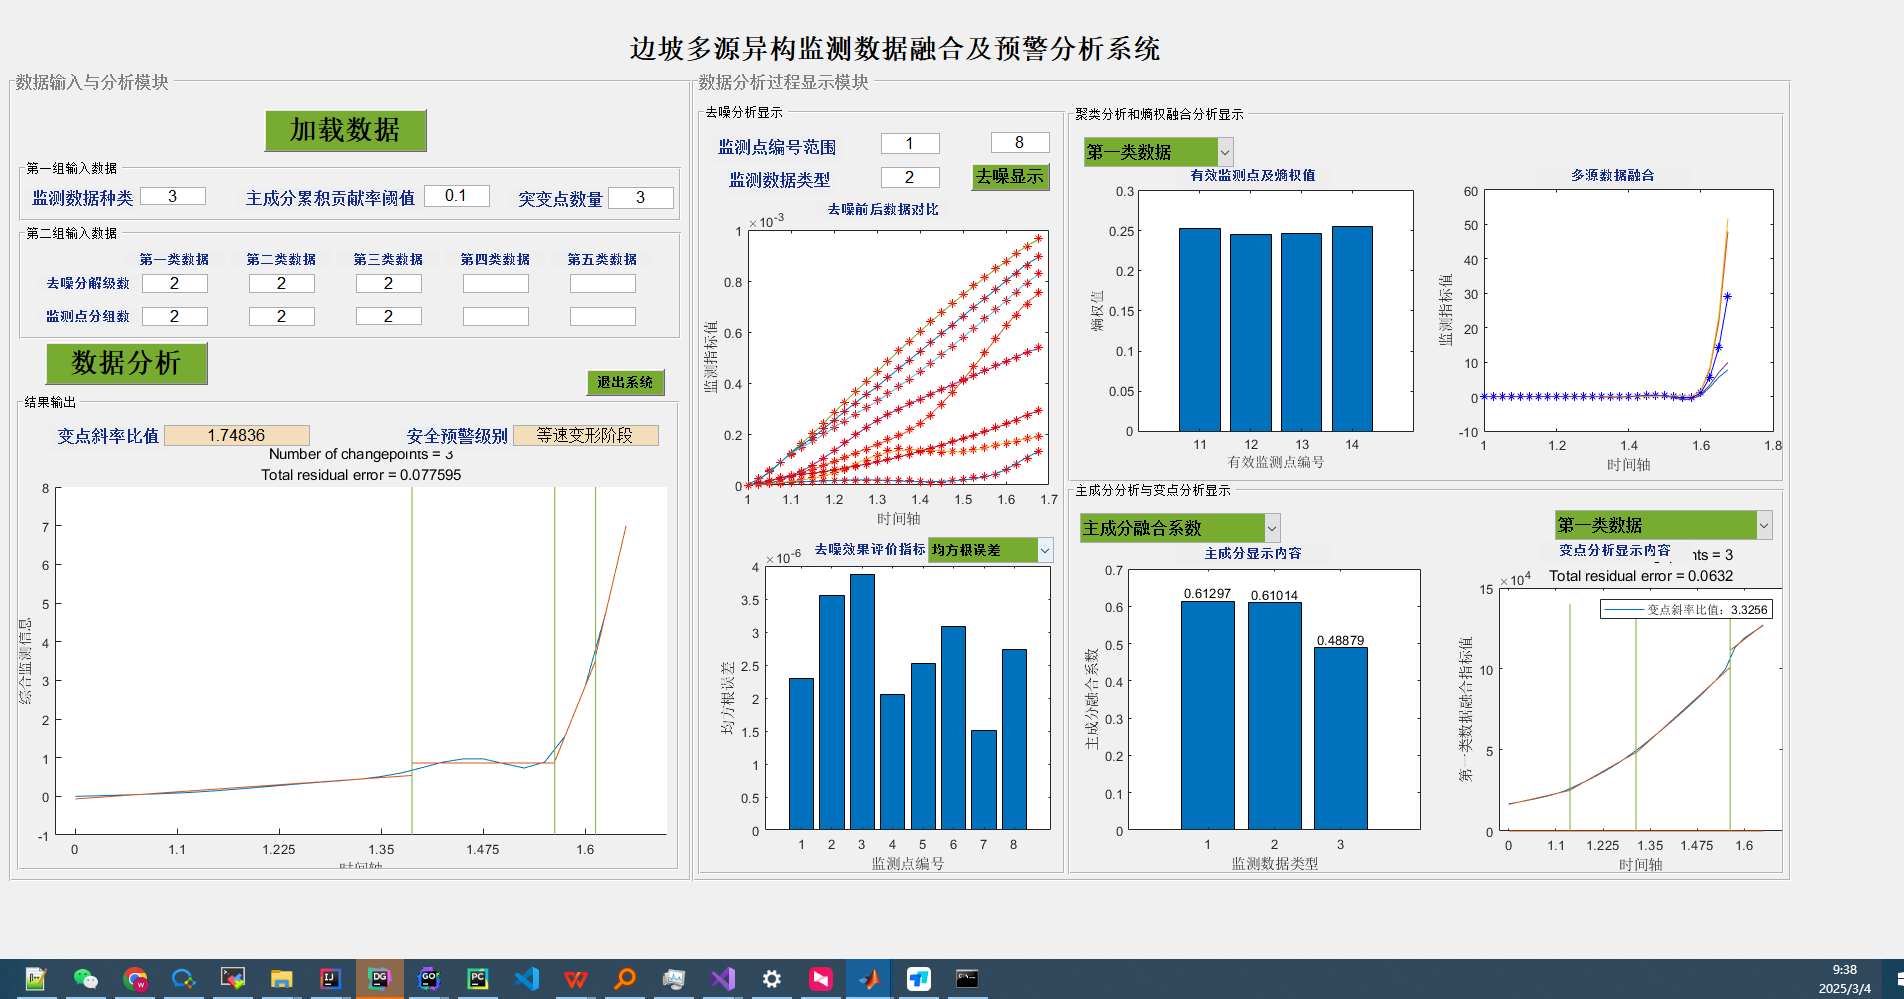 边坡多源异构监测数据融合及预警分析系统
数据输入与分析模块
加载数据
第一组输入数据
监测数据种类 3 主成分累积贡献率阈值 0.1 突变点数量 3
第二组输入数据
第一类数据 第二类数据 第三类数据 第四类数据 第五类数据
去噪分解级数 2 2 2
监测点分组数 2 2 2
数据分析
退出系统
结果输出
变点斜率比值 1.74836 安全预警级别 等速变形阶段
Number of changepoints = 3
Total residual error = 0.077595
综合监测信息
8
7
6
5
4
3
2
1
0
-1
0 1.1 1.225 1.35 1.475 1.6
时间轴
数据分析过程显示模块
去噪分析显示
监测点编号范围 1 8
监测数据类型 2 去噪显示
去噪前后数据对比
×10⁻³
监测指标值
1
0.8
0.6
0.4
0.2
0
1 1.1 1.2 1.3 1.4 1.5 1.6 1.7
时间轴
去噪效果评价指标 均方根误差
×10⁻⁶
均方根误差
4
3.5
3
2.5
2
1.5
1
0.5
0
1 2 3 4 5 6 7 8
监测点编号
聚类分析和熵权融合分析显示
第一类数据
有效监测点及熵权值
熵权值
0.3
0.25
0.2
0.15
0.1
0.05
0
11 12 13 14
有效监测点编号
多源数据融合
监测指标值
60
50
40
30
20
10
0
-10
1 1.2 1.4 1.6 1.8
时间轴
主成分分析与变点分析显示
主成分融合系数
主成分显示内容
主成分融合系数
0.7
0.6
0.5
0.4
0.3
0.2
0.1
0
0.61297 0.61014 0.48879
1 2 3
监测数据类型
第一类数据
变点分析显示内容 nts = 3
Total residual error = 0.0632
×10⁴
变点斜率比值：3.3256
第一类数据融合指标值
15
10
5
0
0 1.1 1.225 1.35 1.475 1.6
时间轴
IJ
DG
GO
PC
9:38
2025/3/4